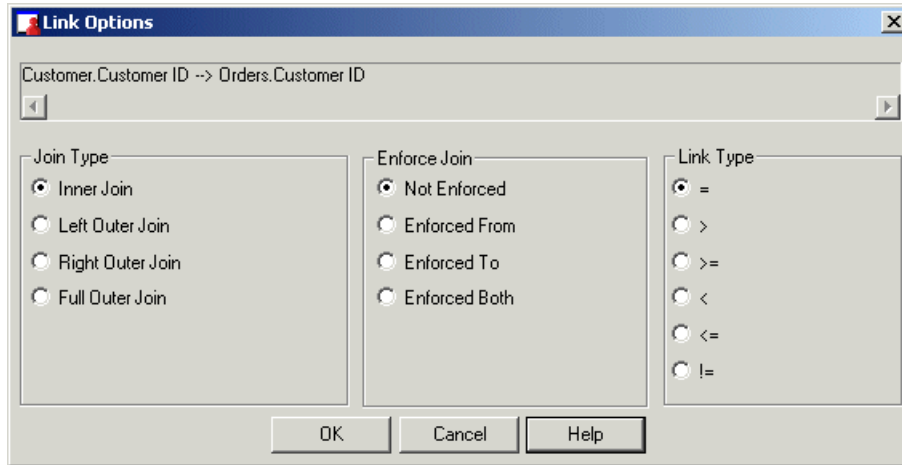 Link Options
Customer.Customer ID --> Orders.Customer ID
Join Type
Inner Join
Left Outer Join
Right Outer Join
Full Outer Join
Enforce Join
Not Enforced
Enforced From
Enforced To
Enforced Both
Link Type
=
>
>=
<
<=
!=
OK
Cancel
Help